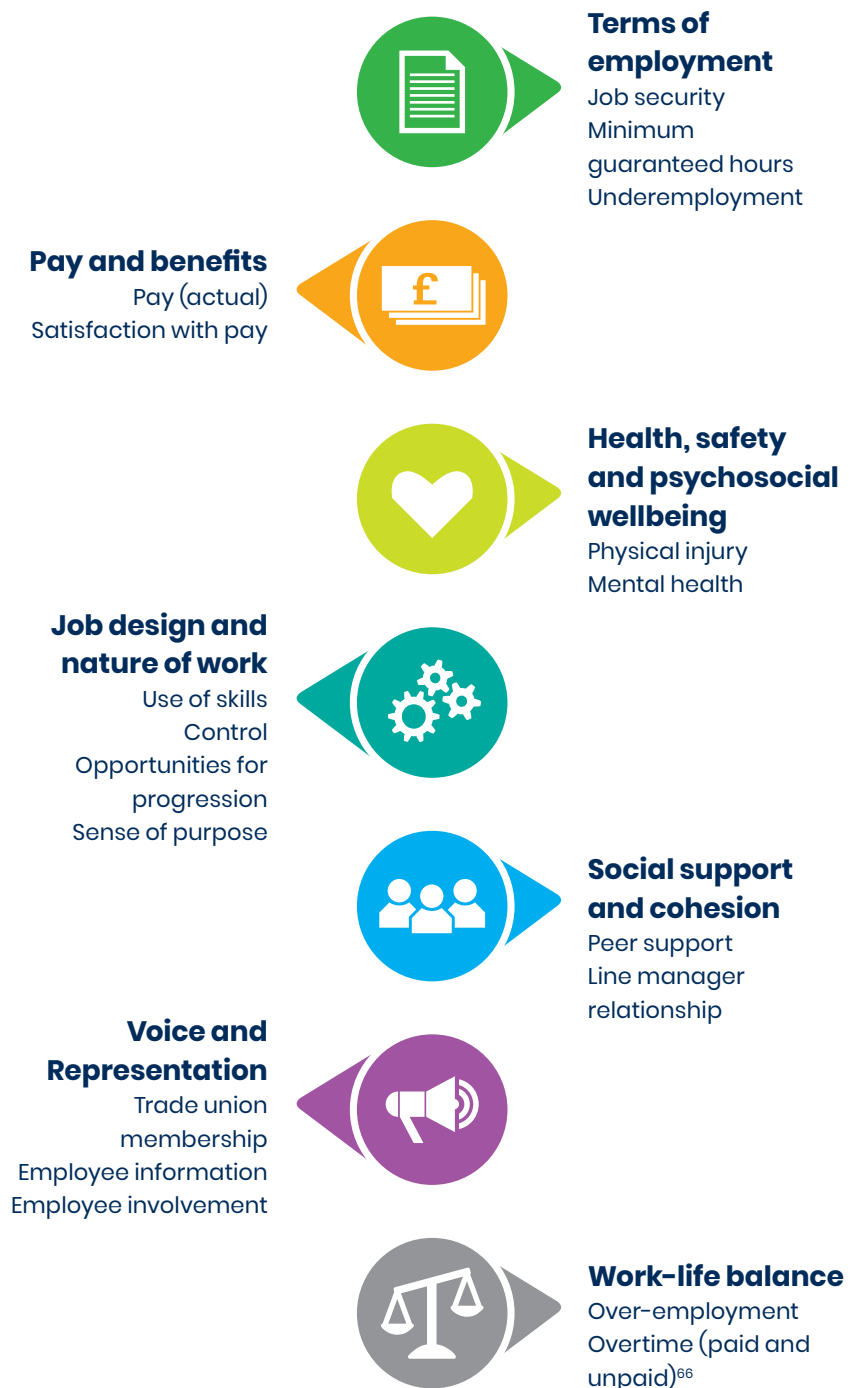 Terms of
employment
Job security
Minimum
guaranteed hours
Underemployment
Pay and benefits
Pay (actual)
Satisfaction with pay
£
Health, safety
and psychosocial
wellbeing
Physical injury
Mental health
Job design and
nature of work
Use of skills
Control
Opportunities for
progression
Sense of purpose
Social support
and cohesion
Peer support
Line manager
relationship
Voice and
Representation
Trade union
membership
Employee information
Employee involvement
Work-life balance
Over-employment
Overtime (paid and
unpaid)⁶⁶